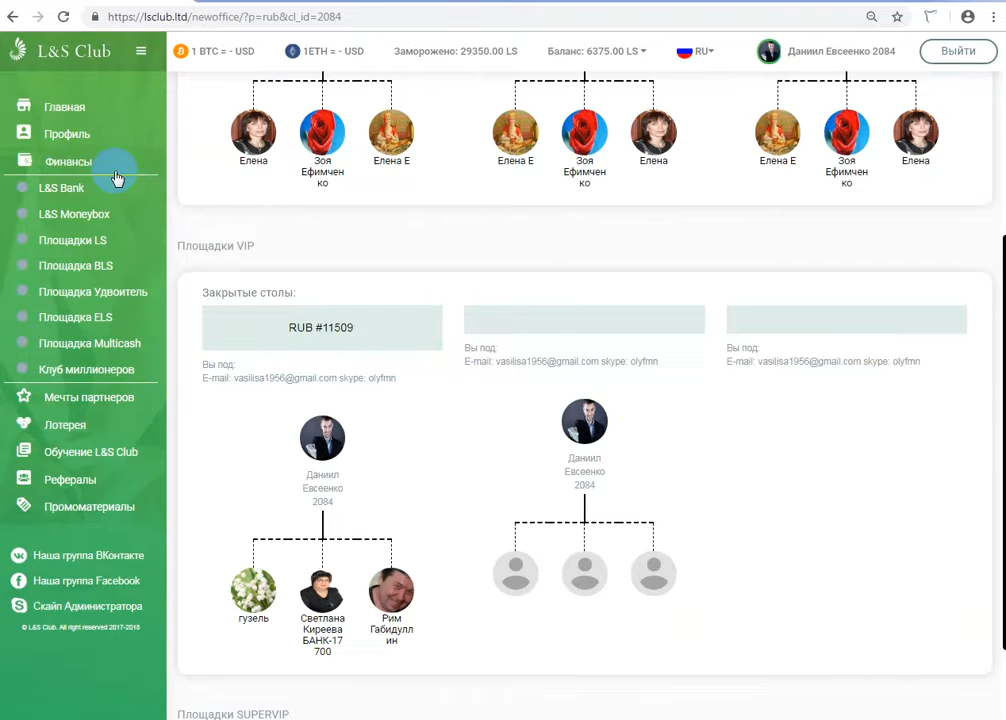 https://lsclub.ltd/newoffice/?p=rub&cl_id=2084
L&S Club
1 BTC = - USD
1ETH = - USD
Заморожено: 29350.00 LS
Баланс: 6375.00 LS
RU
Даниил Евсеенко 2084
Выйти
Главная
Профиль
Финансы
L&S Bank
L&S Moneybox
Площадки LS
Площадка BLS
Площадка Удвоитель
Площадка ELS
Площадка Multicash
Клуб миллионеров
Мечты партнеров
Лотерея
Обучение L&S Club
Рефералы
Промоматериалы
Наша группа ВКонтакте
Наша группа Facebook
Скайп Администратора
© L&S Club. All right reserved 2017-2018
Елена
Зоя
Ефимчен
ко
Елена Е
Елена Е
Зоя
Ефимчен
ко
Елена
Елена Е
Зоя
Ефимчен
ко
Елена
Площадки VIP
Закрытые столы:
RUB #11509
Вы под:
E-mail: vasilisa1956@gmail.com skype: olyfmn
Даниил
Евсеенко
2084
гузель
Светлана
Киреева
БАНК-17
700
Рим
Габидулл
ин
Вы под:
E-mail: vasilisa1956@gmail.com skype: olyfmn
Даниил
Евсеенко
2084
Вы под:
E-mail: vasilisa1956@gmail.com skype: olyfmn
Площадки SUPERVIP